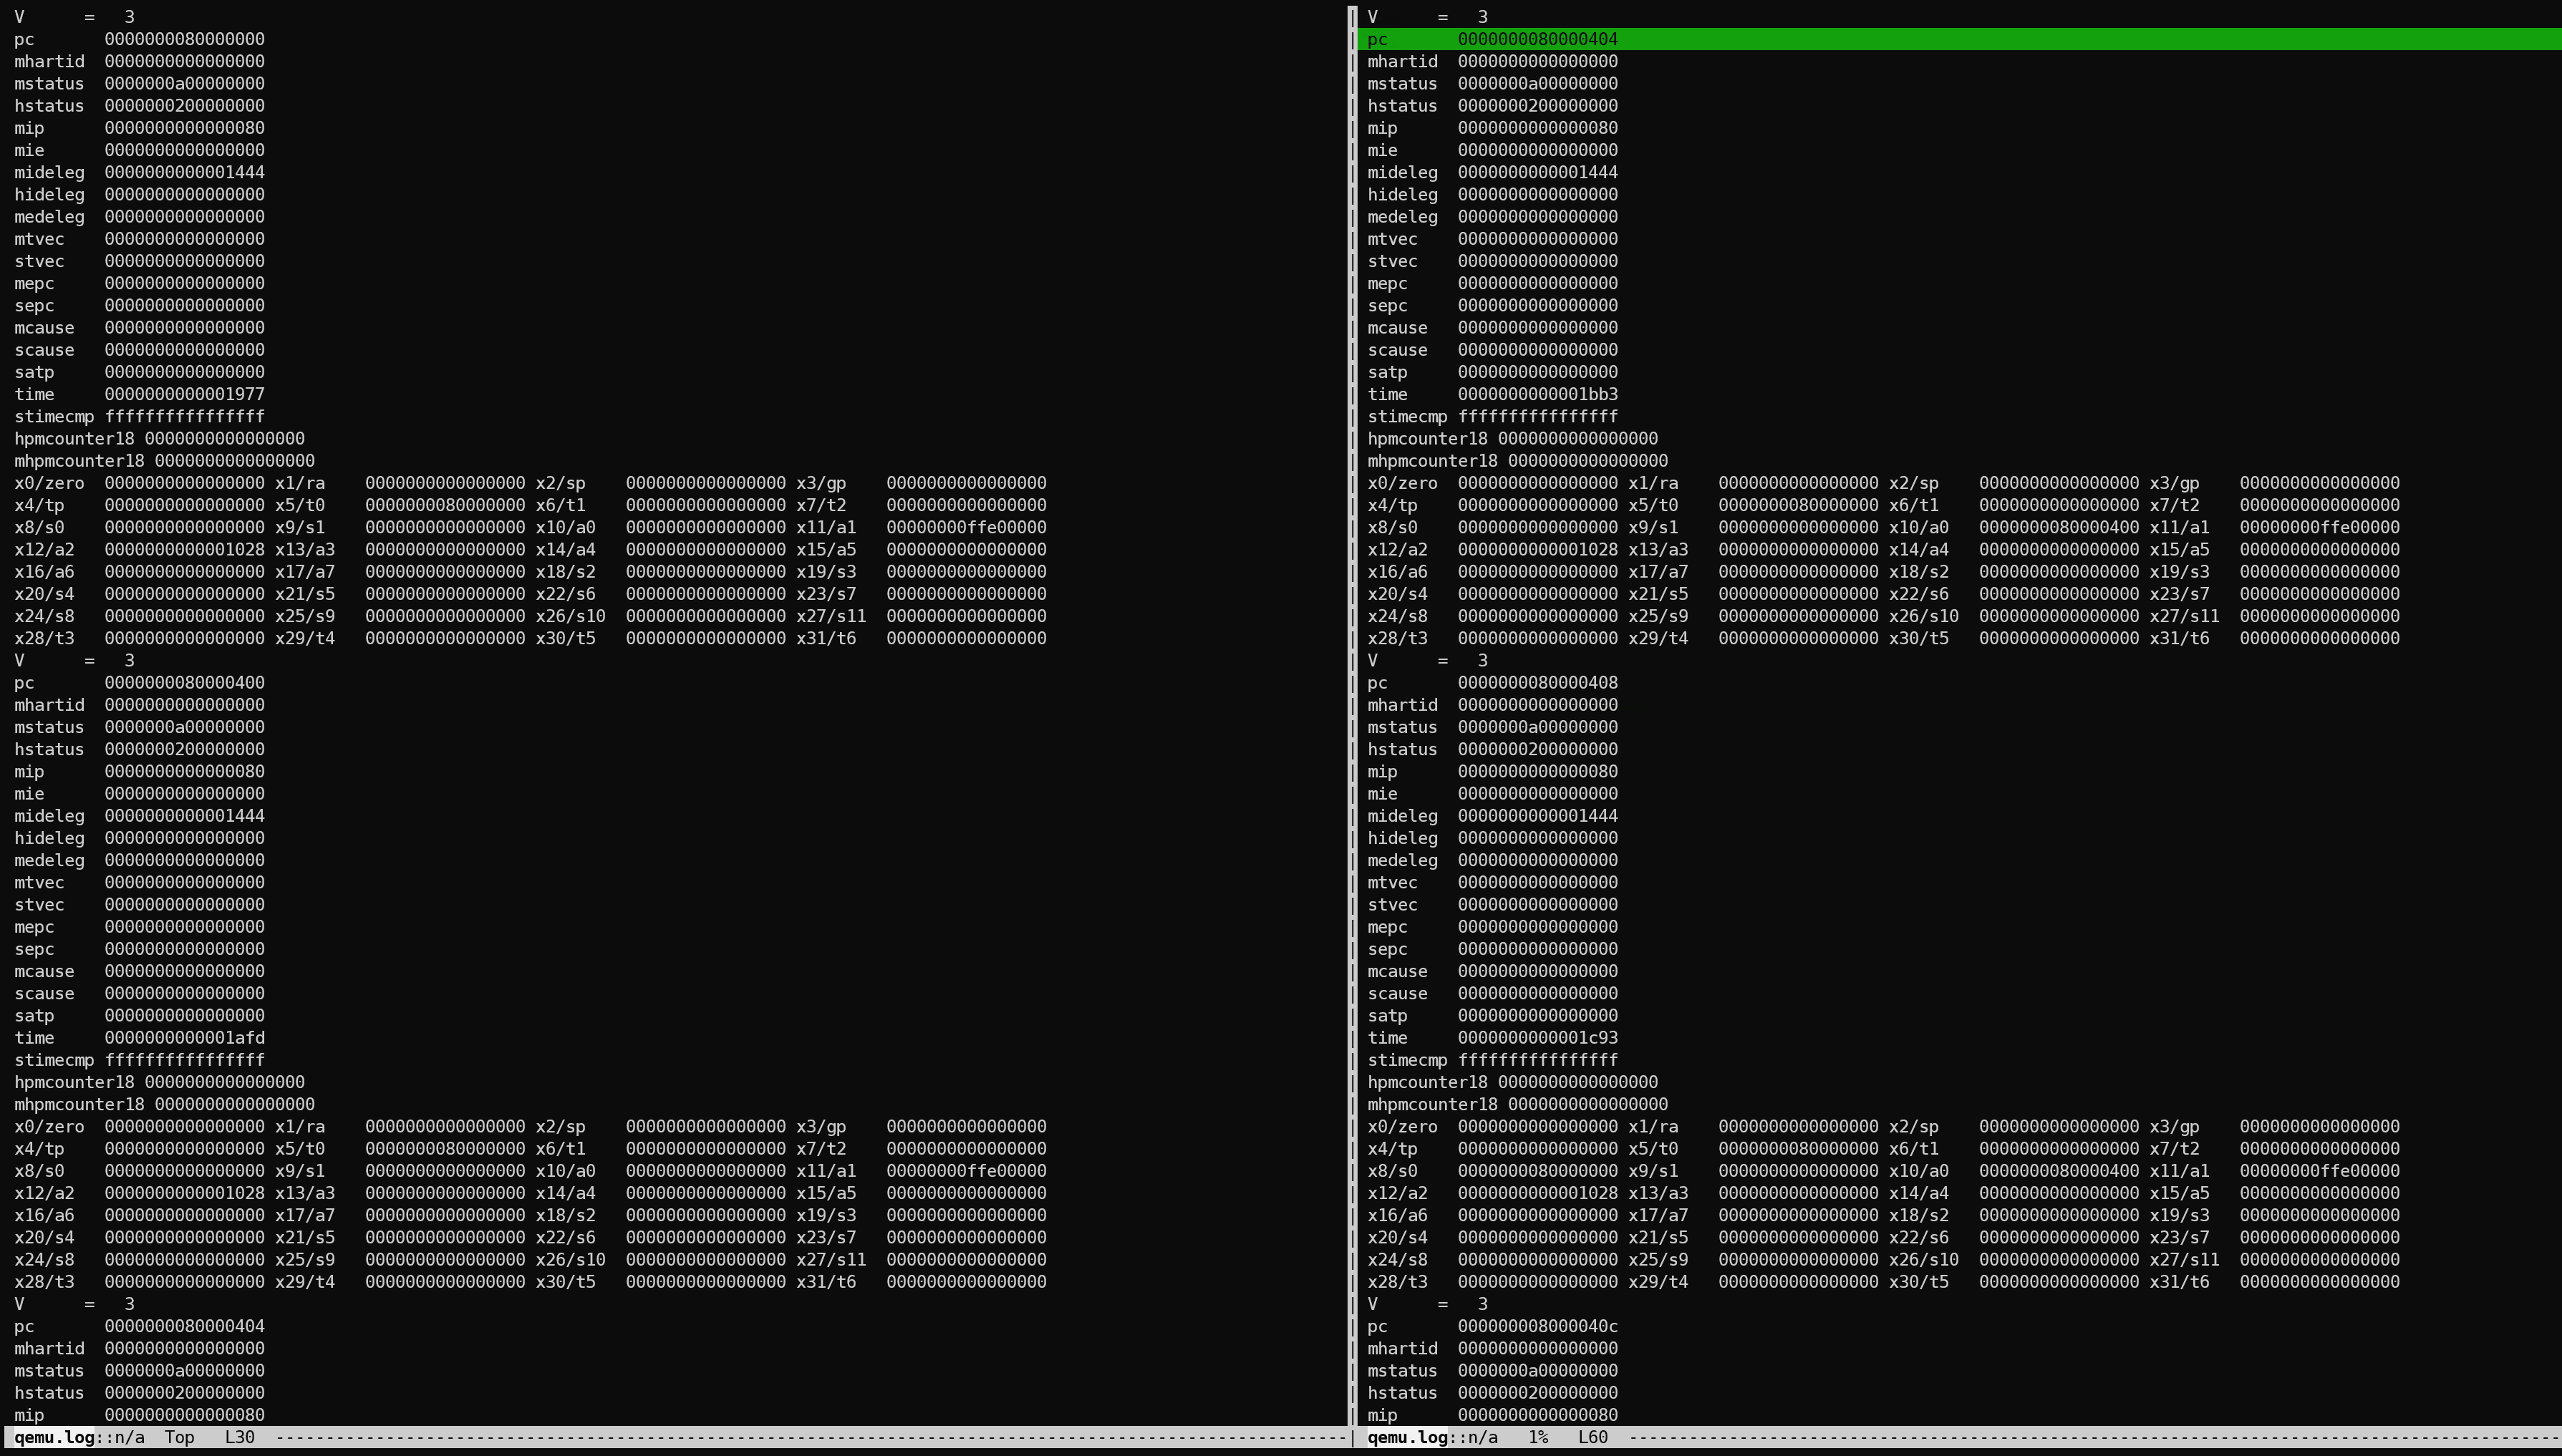 V      =   3
pc       0000000080000000
mhartid  0000000000000000
mstatus  0000000a00000000
hstatus  0000000200000000
mip      0000000000000080
mie      0000000000000000
mideleg  0000000000001444
hideleg  0000000000000000
medeleg  0000000000000000
mtvec    0000000000000000
stvec    0000000000000000
mepc     0000000000000000
sepc     0000000000000000
mcause   0000000000000000
scause   0000000000000000
satp     0000000000000000
time     0000000000001977
stimecmp ffffffffffffffff
hpmcounter18 0000000000000000
mhpmcounter18 0000000000000000
x0/zero  0000000000000000 x1/ra    0000000000000000 x2/sp    0000000000000000 x3/gp    0000000000000000
x4/tp    0000000000000000 x5/t0    0000000080000000 x6/t1    0000000000000000 x7/t2    0000000000000000
x8/s0    0000000000000000 x9/s1    0000000000000000 x10/a0   0000000000000000 x11/a1   00000000ffe00000
x12/a2   0000000000001028 x13/a3   0000000000000000 x14/a4   0000000000000000 x15/a5   0000000000000000
x16/a6   0000000000000000 x17/a7   0000000000000000 x18/s2   0000000000000000 x19/s3   0000000000000000
x20/s4   0000000000000000 x21/s5   0000000000000000 x22/s6   0000000000000000 x23/s7   0000000000000000
x24/s8   0000000000000000 x25/s9   0000000000000000 x26/s10  0000000000000000 x27/s11  0000000000000000
x28/t3   0000000000000000 x29/t4   0000000000000000 x30/t5   0000000000000000 x31/t6   0000000000000000
V      =   3
pc       0000000080000400
mhartid  0000000000000000
mstatus  0000000a00000000
hstatus  0000000200000000
mip      0000000000000080
mie      0000000000000000
mideleg  0000000000001444
hideleg  0000000000000000
medeleg  0000000000000000
mtvec    0000000000000000
stvec    0000000000000000
mepc     0000000000000000
sepc     0000000000000000
mcause   0000000000000000
scause   0000000000000000
satp     0000000000000000
time     0000000000001afd
stimecmp ffffffffffffffff
hpmcounter18 0000000000000000
mhpmcounter18 0000000000000000
x0/zero  0000000000000000 x1/ra    0000000000000000 x2/sp    0000000000000000 x3/gp    0000000000000000
x4/tp    0000000000000000 x5/t0    0000000080000000 x6/t1    0000000000000000 x7/t2    0000000000000000
x8/s0    0000000000000000 x9/s1    0000000000000000 x10/a0   0000000000000000 x11/a1   00000000ffe00000
x12/a2   0000000000001028 x13/a3   0000000000000000 x14/a4   0000000000000000 x15/a5   0000000000000000
x16/a6   0000000000000000 x17/a7   0000000000000000 x18/s2   0000000000000000 x19/s3   0000000000000000
x20/s4   0000000000000000 x21/s5   0000000000000000 x22/s6   0000000000000000 x23/s7   0000000000000000
x24/s8   0000000000000000 x25/s9   0000000000000000 x26/s10  0000000000000000 x27/s11  0000000000000000
x28/t3   0000000000000000 x29/t4   0000000000000000 x30/t5   0000000000000000 x31/t6   0000000000000000
V      =   3
pc       0000000080000404
mhartid  0000000000000000
mstatus  0000000a00000000
hstatus  0000000200000000
mip      0000000000000080
qemu.log::n/a  Top   L30
V      =   3
pc       0000000080000404
mhartid  0000000000000000
mstatus  0000000a00000000
hstatus  0000000200000000
mip      0000000000000080
mie      0000000000000000
mideleg  0000000000001444
hideleg  0000000000000000
medeleg  0000000000000000
mtvec    0000000000000000
stvec    0000000000000000
mepc     0000000000000000
sepc     0000000000000000
mcause   0000000000000000
scause   0000000000000000
satp     0000000000000000
time     0000000000001bb3
stimecmp ffffffffffffffff
hpmcounter18 0000000000000000
mhpmcounter18 0000000000000000
x0/zero  0000000000000000 x1/ra    0000000000000000 x2/sp    0000000000000000 x3/gp    0000000000000000
x4/tp    0000000000000000 x5/t0    0000000080000000 x6/t1    0000000000000000 x7/t2    0000000000000000
x8/s0    0000000000000000 x9/s1    0000000000000000 x10/a0   0000000080000400 x11/a1   00000000ffe00000
x12/a2   0000000000001028 x13/a3   0000000000000000 x14/a4   0000000000000000 x15/a5   0000000000000000
x16/a6   0000000000000000 x17/a7   0000000000000000 x18/s2   0000000000000000 x19/s3   0000000000000000
x20/s4   0000000000000000 x21/s5   0000000000000000 x22/s6   0000000000000000 x23/s7   0000000000000000
x24/s8   0000000000000000 x25/s9   0000000000000000 x26/s10  0000000000000000 x27/s11  0000000000000000
x28/t3   0000000000000000 x29/t4   0000000000000000 x30/t5   0000000000000000 x31/t6   0000000000000000
V      =   3
pc       0000000080000408
mhartid  0000000000000000
mstatus  0000000a00000000
hstatus  0000000200000000
mip      0000000000000080
mie      0000000000000000
mideleg  0000000000001444
hideleg  0000000000000000
medeleg  0000000000000000
mtvec    0000000000000000
stvec    0000000000000000
mepc     0000000000000000
sepc     0000000000000000
mcause   0000000000000000
scause   0000000000000000
satp     0000000000000000
time     0000000000001c93
stimecmp ffffffffffffffff
hpmcounter18 0000000000000000
mhpmcounter18 0000000000000000
x0/zero  0000000000000000 x1/ra    0000000000000000 x2/sp    0000000000000000 x3/gp    0000000000000000
x4/tp    0000000000000000 x5/t0    0000000080000000 x6/t1    0000000000000000 x7/t2    0000000000000000
x8/s0    0000000080000000 x9/s1    0000000000000000 x10/a0   0000000080000400 x11/a1   00000000ffe00000
x12/a2   0000000000001028 x13/a3   0000000000000000 x14/a4   0000000000000000 x15/a5   0000000000000000
x16/a6   0000000000000000 x17/a7   0000000000000000 x18/s2   0000000000000000 x19/s3   0000000000000000
x20/s4   0000000000000000 x21/s5   0000000000000000 x22/s6   0000000000000000 x23/s7   0000000000000000
x24/s8   0000000000000000 x25/s9   0000000000000000 x26/s10  0000000000000000 x27/s11  0000000000000000
x28/t3   0000000000000000 x29/t4   0000000000000000 x30/t5   0000000000000000 x31/t6   0000000000000000
V      =   3
pc       000000008000040c
mhartid  0000000000000000
mstatus  0000000a00000000
hstatus  0000000200000000
mip      0000000000000080
qemu.log::n/a   1%   L60